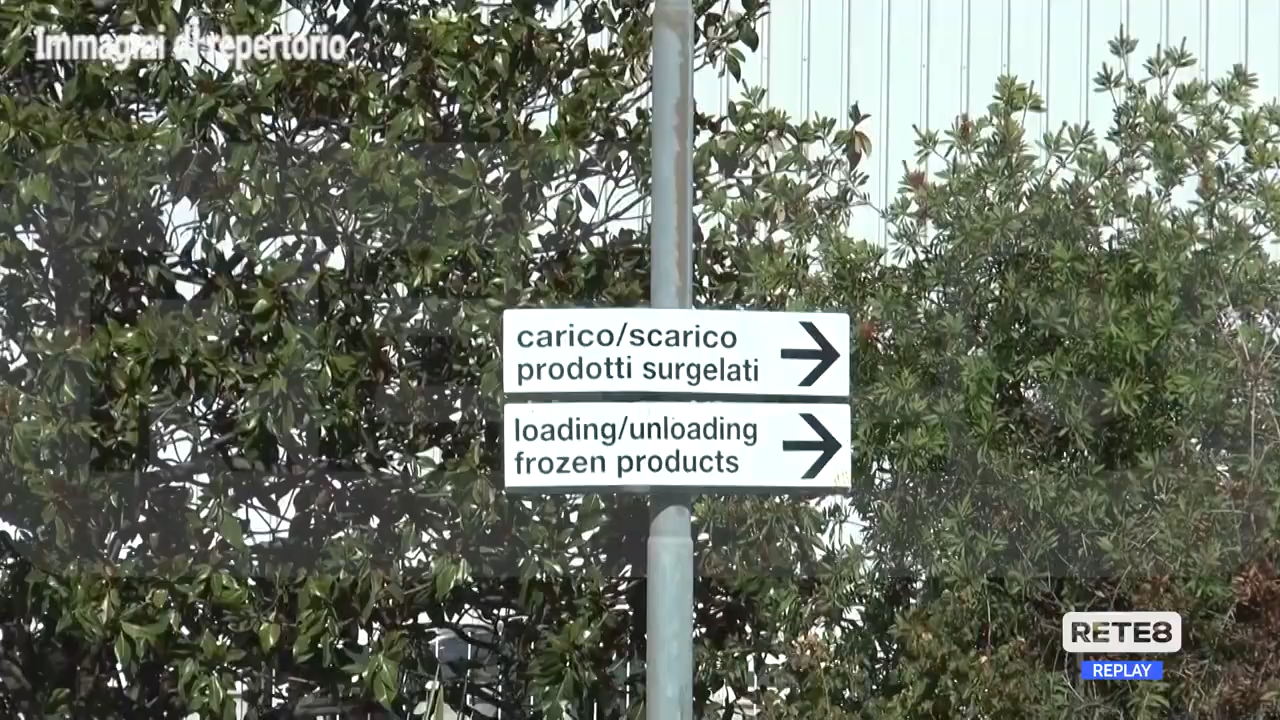 Immagini di repertorio
carico/scarico
prodotti surgelati
loading/unloading
frozen products
RETE8
REPLAY